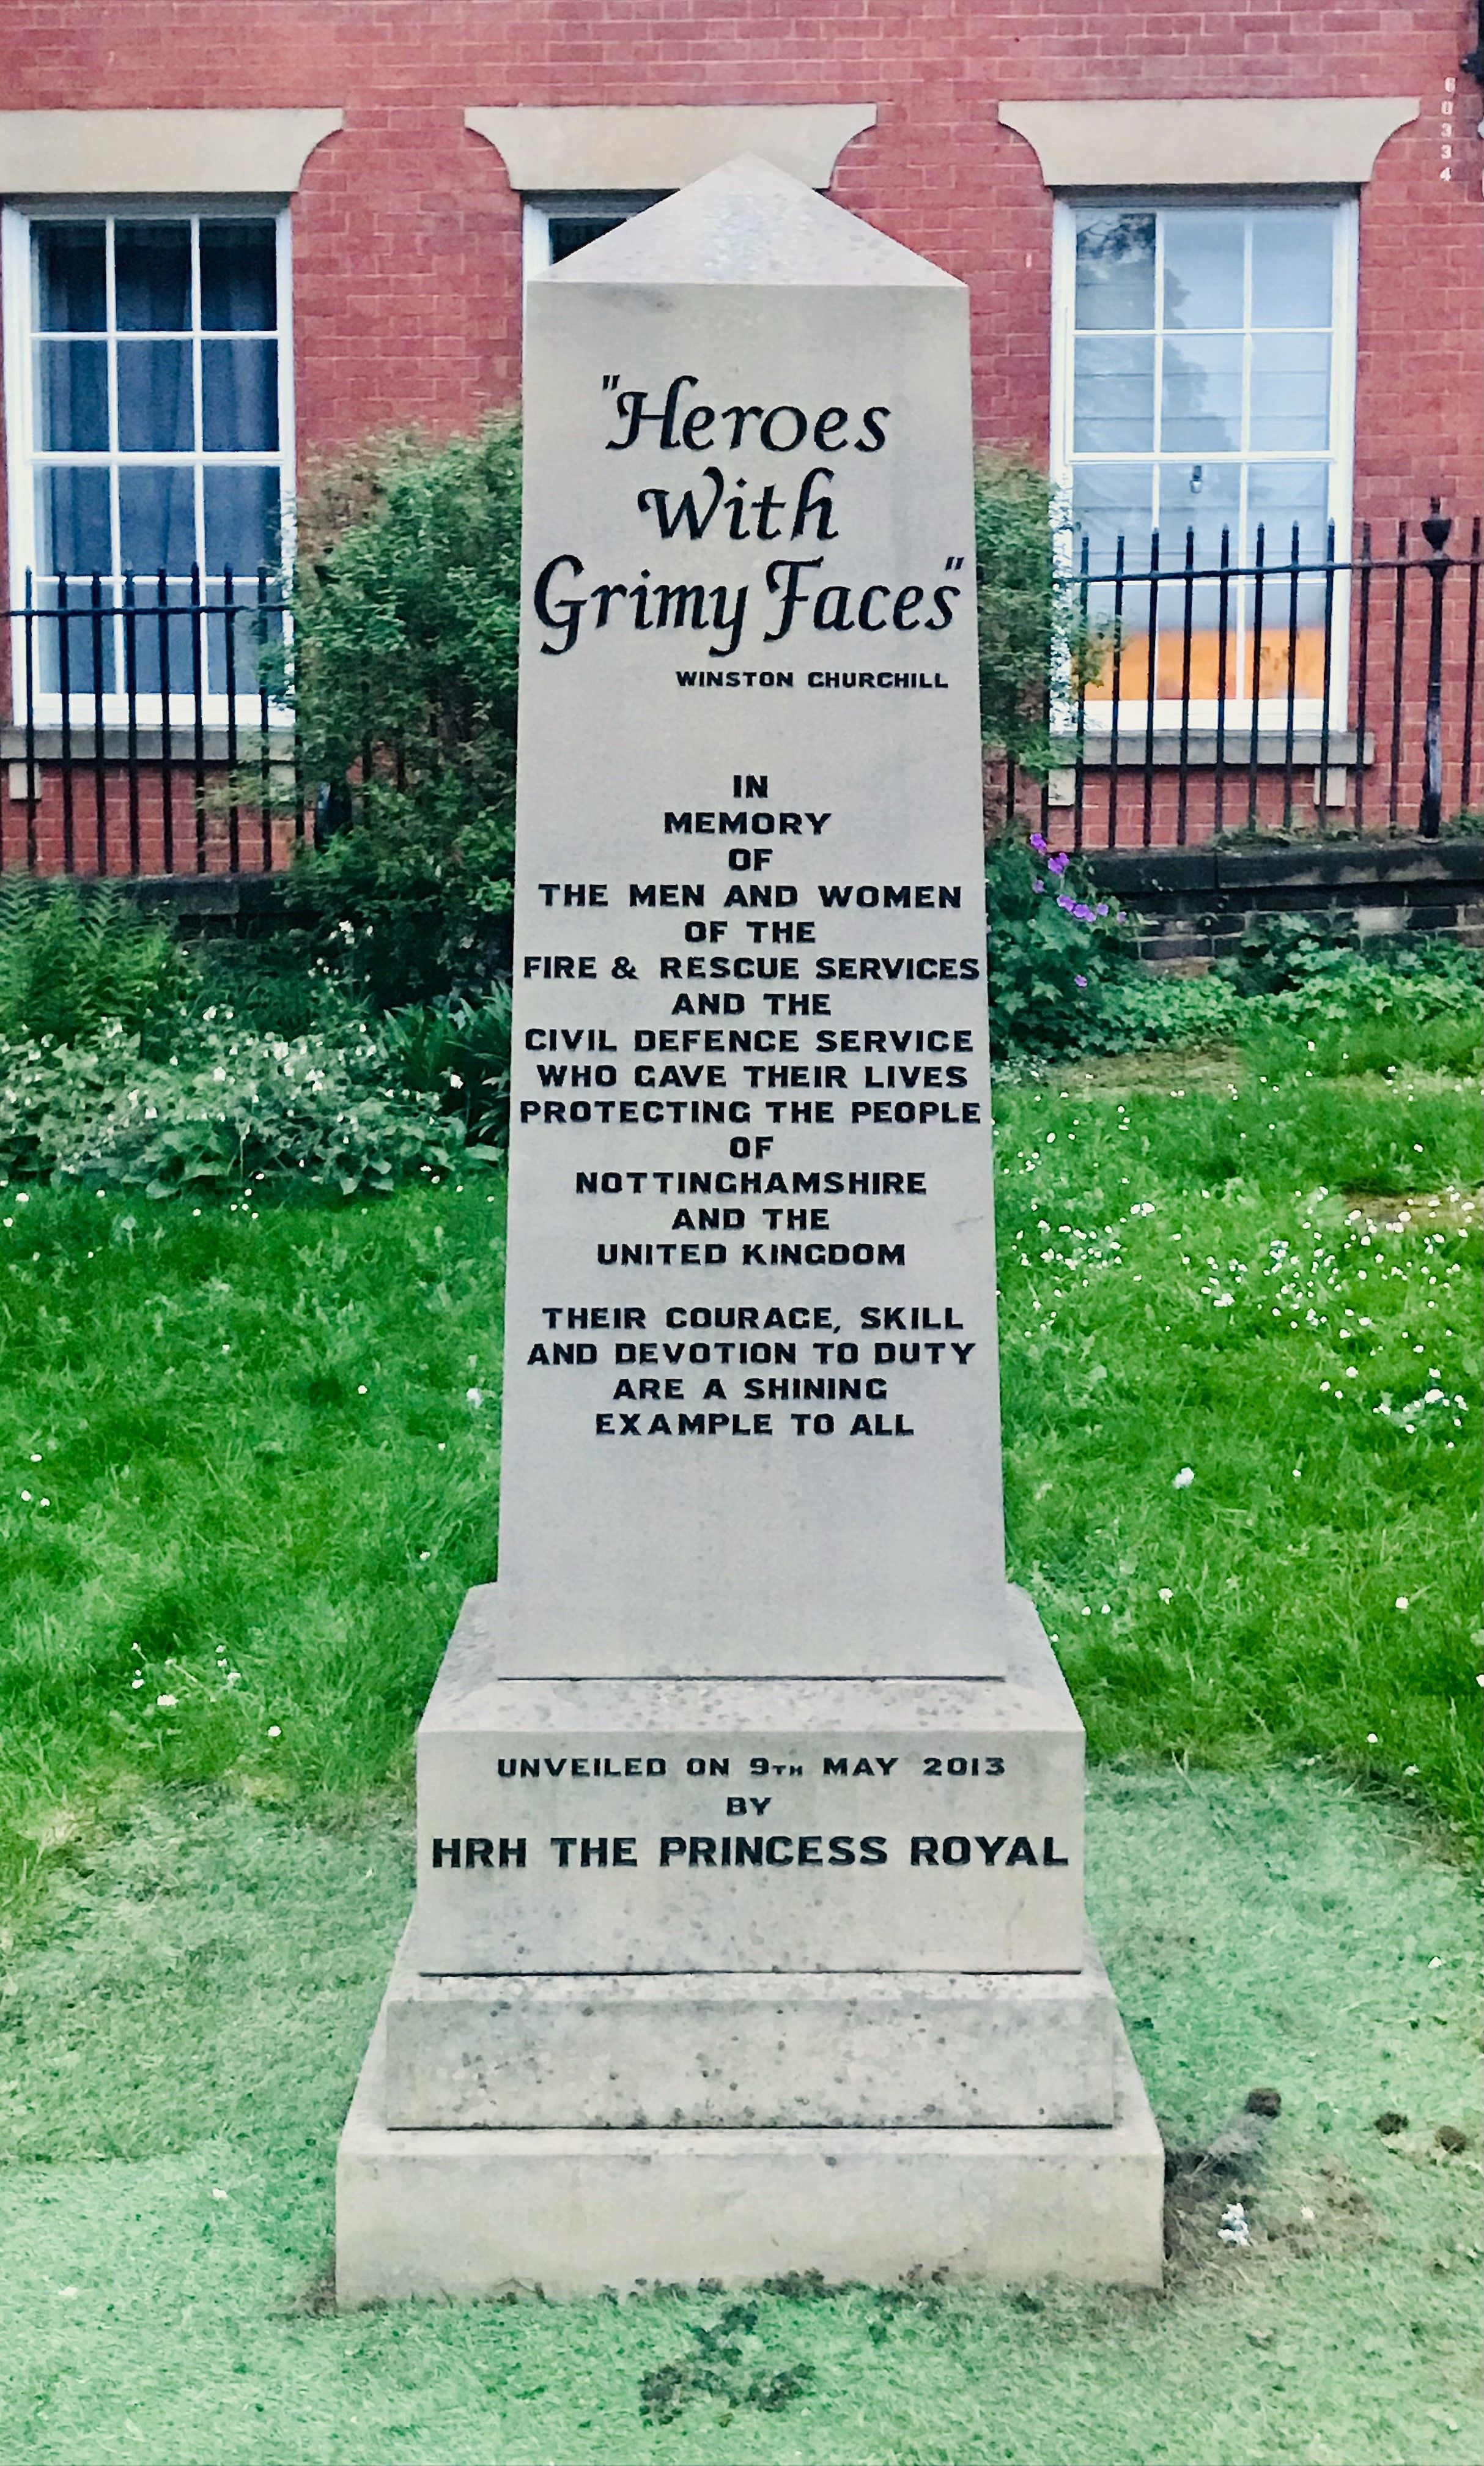 "Heroes
With
Grimy Faces"
WINSTON CHURCHILL
IN
MEMORY
OF
THE MEN AND WOMEN
OF THE
FIRE & RESCUE SERVICES
AND THE
CIVIL DEFENCE SERVICE
WHO GAVE THEIR LIVES
PROTECTING THE PEOPLE
OF
NOTTINGHAMSHIRE
AND THE
UNITED KINGDOM
THEIR COURAGE, SKILL
AND DEVOTION TO DUTY
ARE A SHINING
EXAMPLE TO ALL
UNVEILED ON 9TH MAY 2013
BY
HRH THE PRINCESS ROYAL
60334